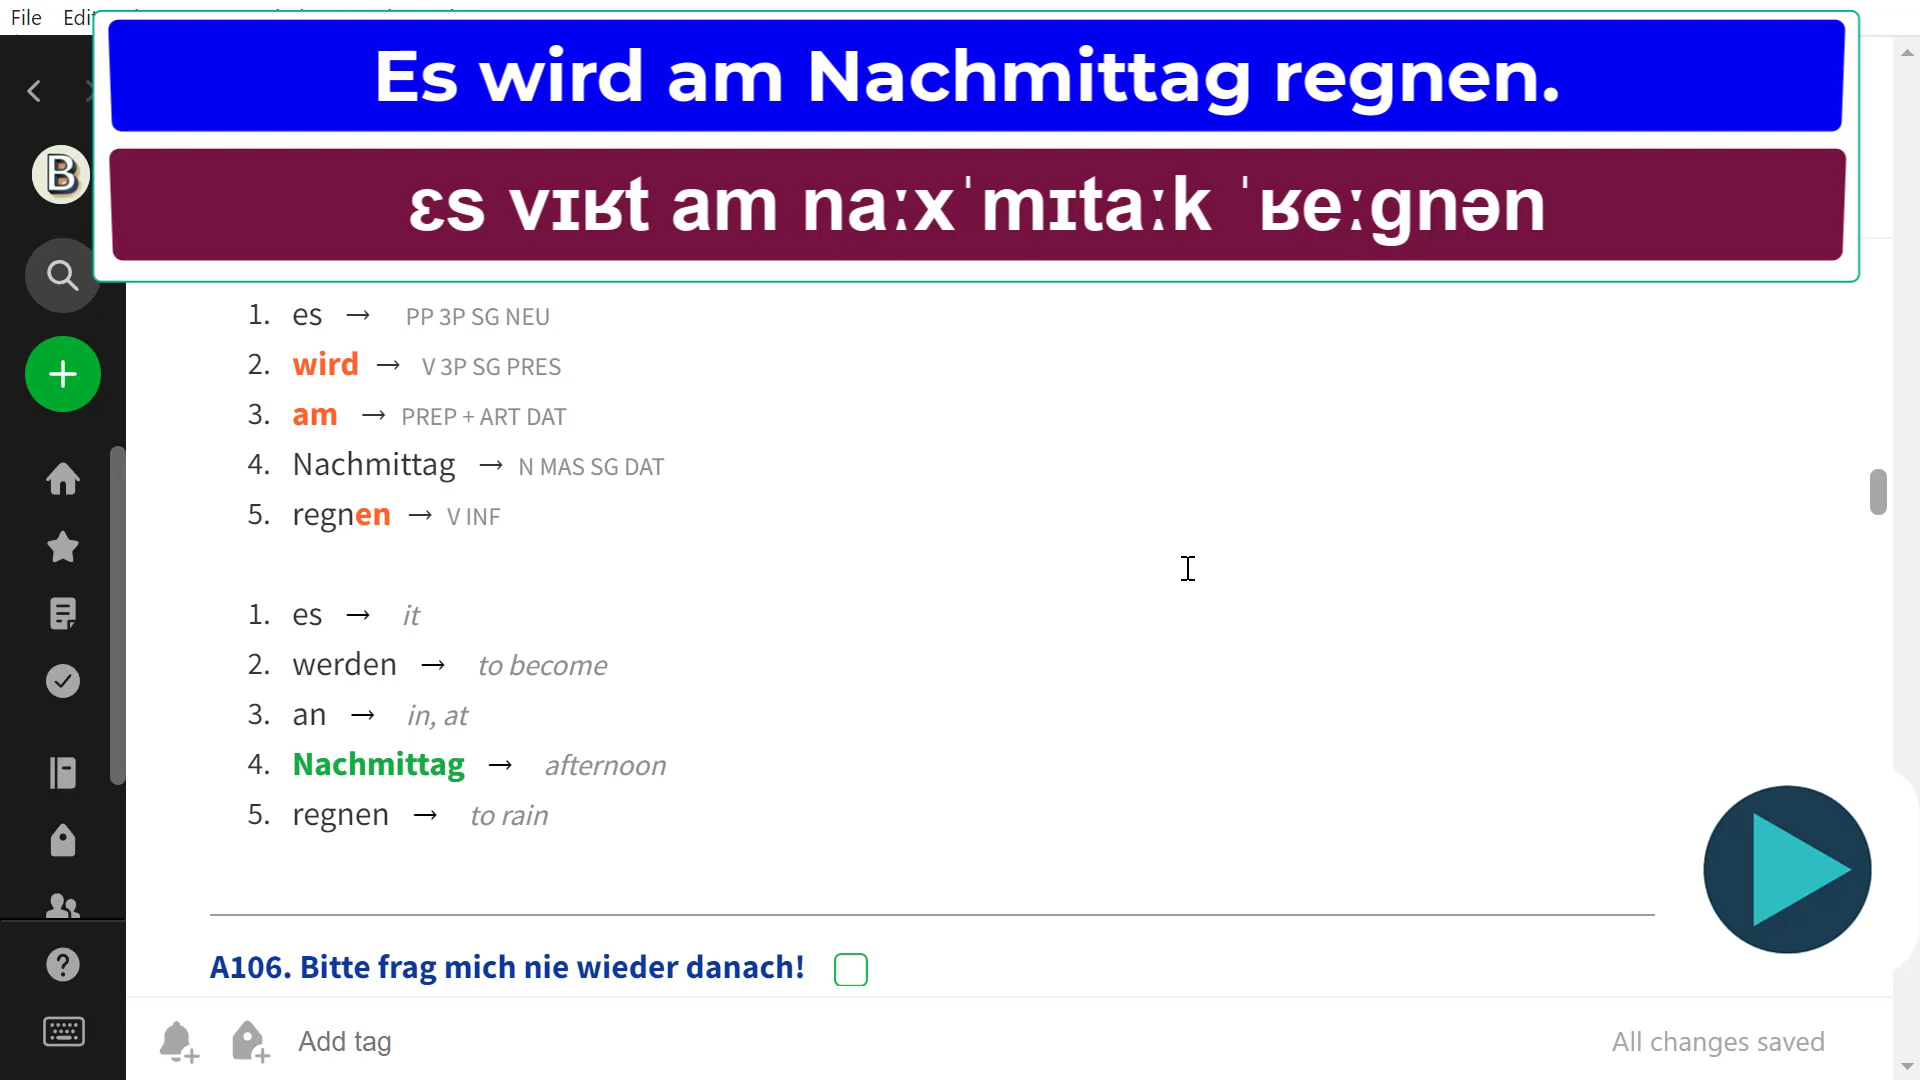 File Edit
Es wird am Nachmittag regnen.
ɛs vɪʁt am naːxˈmɪtaːk ˈʁeːgnən
B
1. es → PP 3P SG NEU
2. wird → V 3P SG PRES
3. am → PREP + ART DAT
4. Nachmittag → N MAS SG DAT
5. regnen → V INF
1. es → it
2. werden → to become
3. an → in, at
4. Nachmittag → afternoon
5. regnen → to rain
A106. Bitte frag mich nie wieder danach!
Add tag
All changes saved